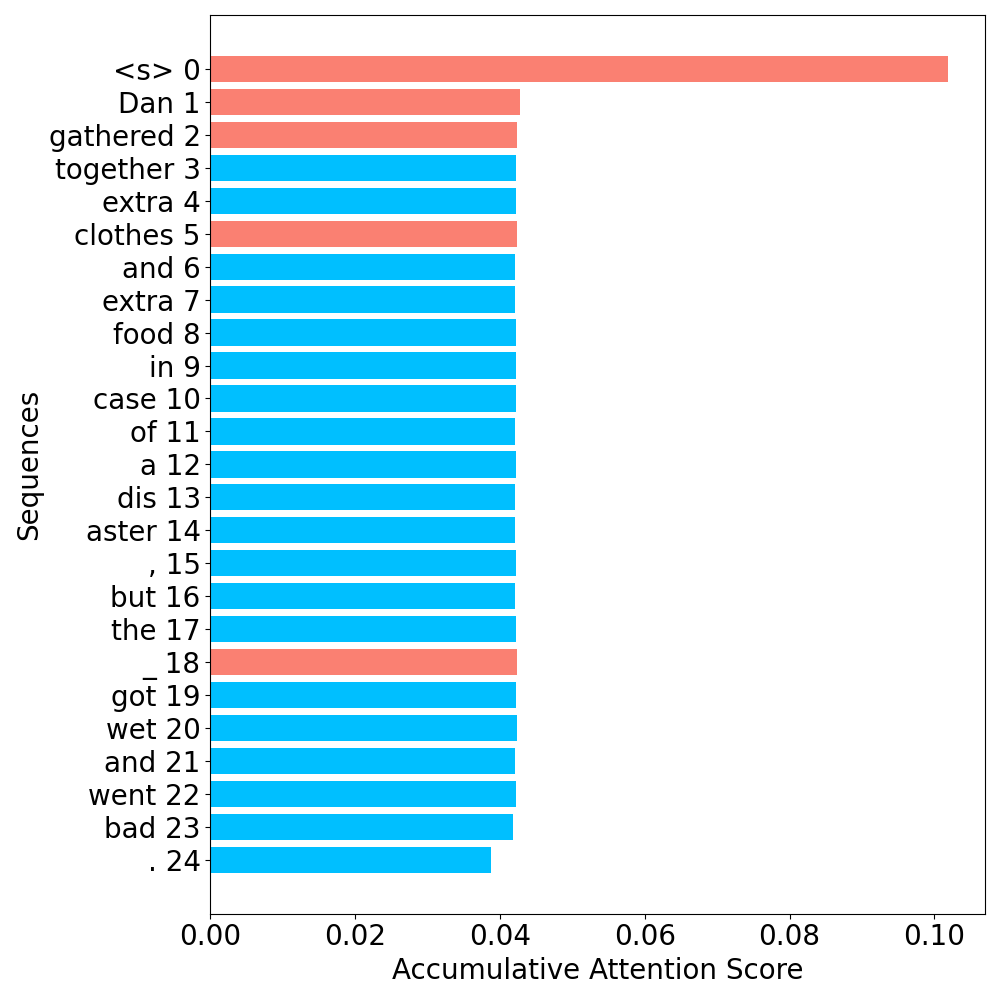 <s> 0
Dan 1
gathered 2
together 3
extra 4
clothes 5
and 6
extra 7
food 8
in 9
case 10
of 11
a 12
dis 13
aster 14
, 15
but 16
the 17
_ 18
got 19
wet 20
and 21
went 22
bad 23
. 24
Sequences
0.00 0.02 0.04 0.06 0.08 0.10
Accumulative Attention Score